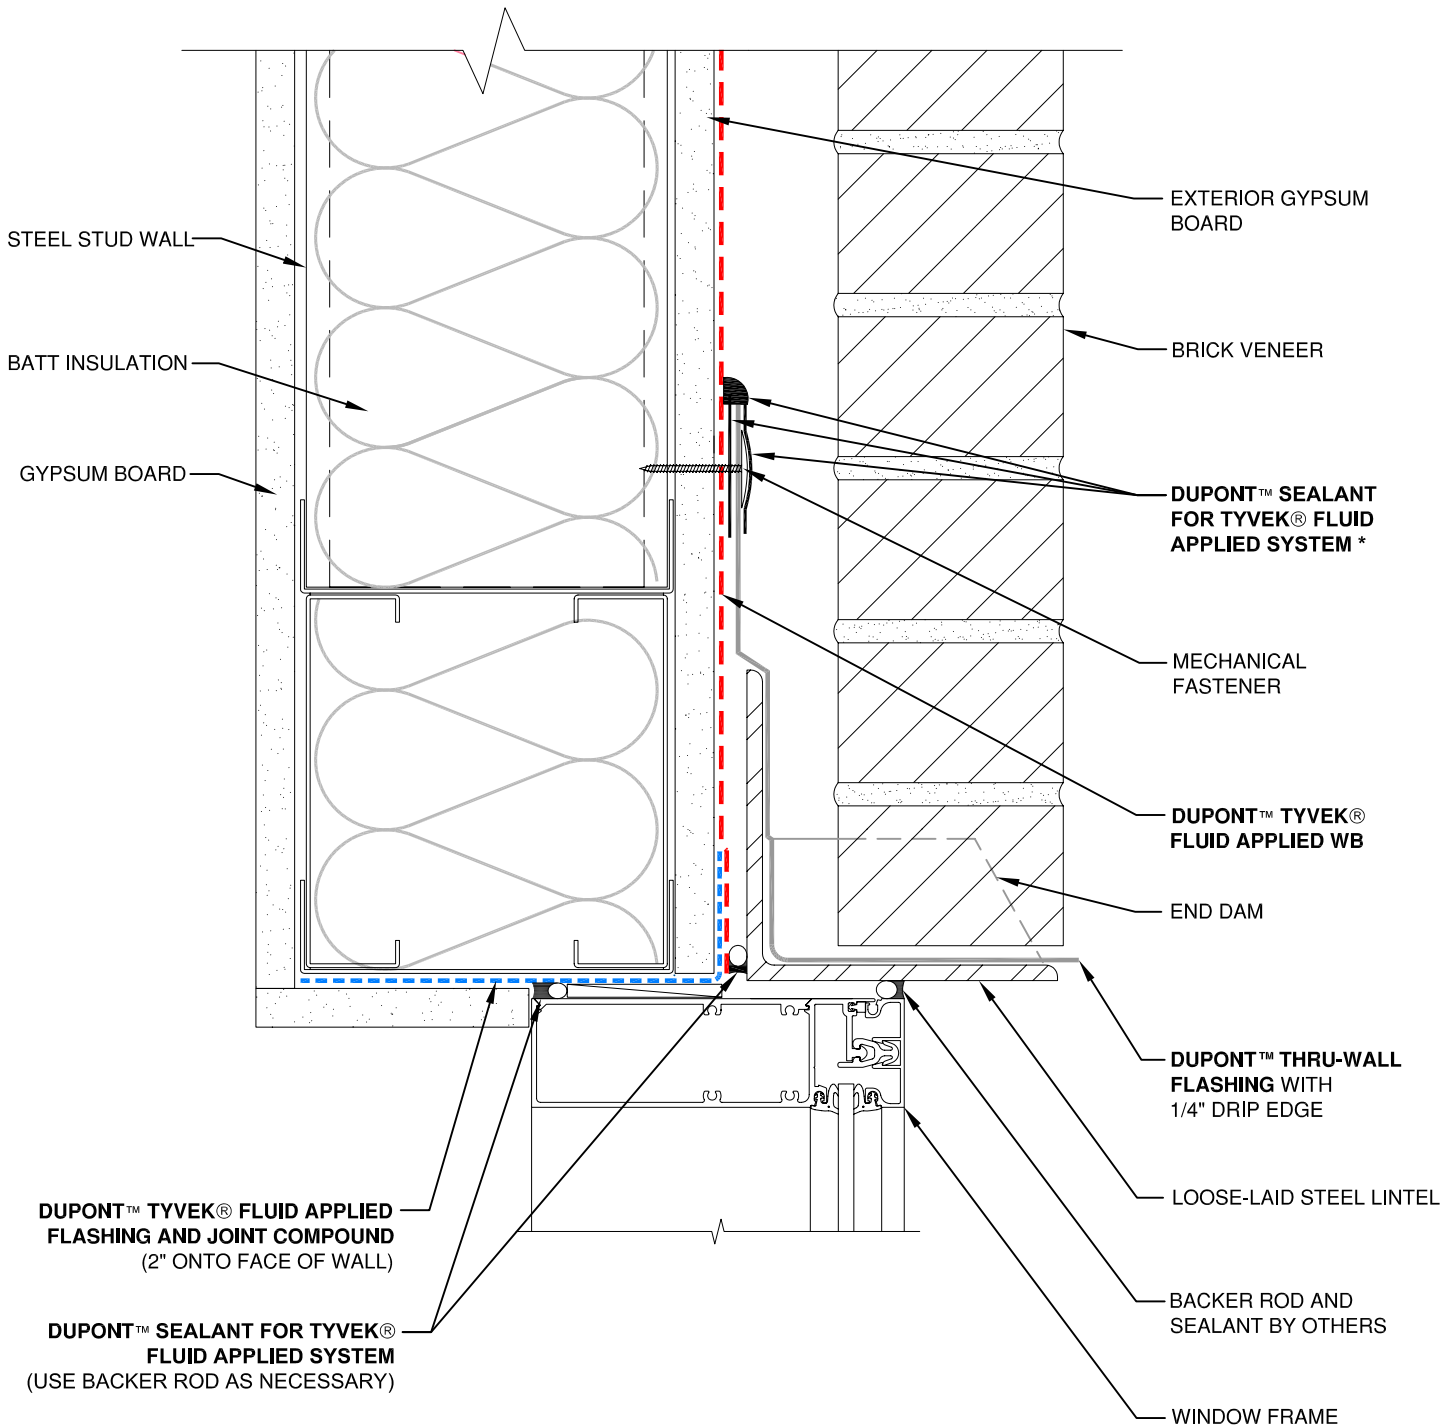 STEEL STUD WALL
BATT INSULATION
GYPSUM BOARD
EXTERIOR GYPSUM
BOARD
BRICK VENEER
DUPONT™ SEALANT
FOR TYVEK® FLUID
APPLIED SYSTEM *
MECHANICAL
FASTENER
DUPONT™ TYVEK®
FLUID APPLIED WB
END DAM
DUPONT™ THRU-WALL
FLASHING WITH
1/4" DRIP EDGE
LOOSE-LAID STEEL LINTEL
BACKER ROD AND
SEALANT BY OTHERS
WINDOW FRAME
DUPONT™ TYVEK® FLUID APPLIED
FLASHING AND JOINT COMPOUND
(2" ONTO FACE OF WALL)
DUPONT™ SEALANT FOR TYVEK®
FLUID APPLIED SYSTEM
(USE BACKER ROD AS NECESSARY)